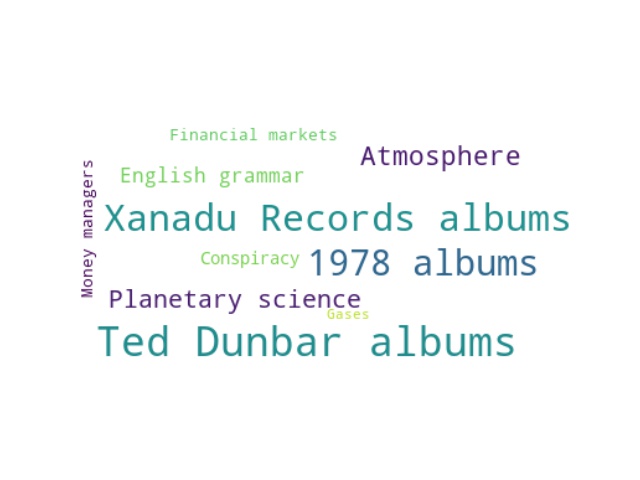 Financial markets
Atmosphere
English grammar
Money managers
Xanadu Records albums
Conspiracy
1978 albums
Planetary science
Gases
Ted Dunbar albums